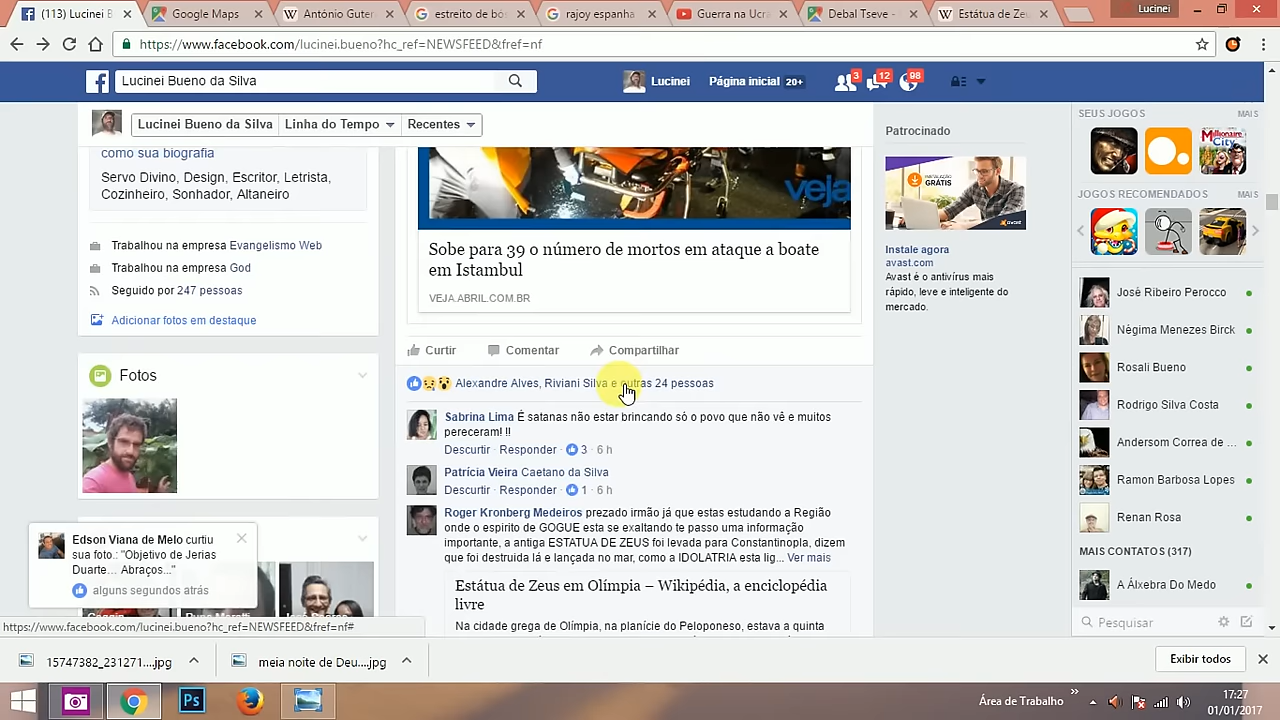 (113) Lucinei B
Google Maps
António Guter
estreito de bó
rajoy espanha
Guerra na Ucr
Debal Tseve -
Estátua de Ze
Lucinei
https://www.facebook.com/lucinei.bueno?hc_ref=NEWSFEED&fref=nf
Lucinei Bueno da Silva
Lucinei
Página inicial 20+
3
12
98
Lucinei Bueno da Silva
Linha do Tempo
Recentes
como sua biografia
Servo Divino, Design, Escritor, Letrista,
Cozinheiro, Sonhador, Altaneiro
Trabalhou na empresa Evangelismo Web
Trabalhou na empresa God
Seguido por 247 pessoas
Adicionar fotos em destaque
Fotos
Edson Viana de Melo curtiu
sua foto.: "Objetivo de Jerias
Duarte... Abraços..."
alguns segundos atrás
https://www.facebook.com/lucinei.bueno?hc_ref=NEWSFEED&fref=nf#
veja
Sobe para 39 o número de mortos em ataque a boate
em Istambul
VEJA.ABRIL.COM.BR
Curtir
Comentar
Compartilhar
Alexandre Alves, Riviani Silva e outras 24 pessoas
Sabrina Lima É satanas não estar brincando só o povo que não vê e muitos
pereceram! !!
Descurtir · Responder · 3 · 6 h
Patrícia Vieira Caetano da Silva
Descurtir · Responder · 1 · 6 h
Roger Kronberg Medeiros prezado irmão já que estas estudando a Região
onde o espirito de GOGUE esta se exaltando te passo uma informação
importante, a antiga ESTATUA DE ZEUS foi levada para Constantinopla, dizem
que foi destruida lá e lançada no mar, como a IDOLATRIA esta lig... Ver mais
Estátua de Zeus em Olímpia – Wikipédia, a enciclopédia
livre
Na cidade grega de Olímpia, na planície do Peloponeso, estava a quinta
Patrocinado
INSTALAÇÃO
GRÁTIS
avast
Instale agora
avast.com
Avast é o antivírus mais
rápido, leve e inteligente do
mercado.
SEUS JOGOS
MAIS
Millionaire
City
JOGOS RECOMENDADOS
MAIS
José Ribeiro Perocco
Nêgima Menezes Birck
Rosali Bueno
Rodrigo Silva Costa
Andersom Correa de ...
Ramon Barbosa Lopes
Renan Rosa
MAIS CONTATOS (317)
A Álxebra Do Medo
Pesquisar
15747382_231271....jpg
meia noite de Deu....jpg
Exibir todos
Ps
Área de Trabalho
17:27
01/01/2017